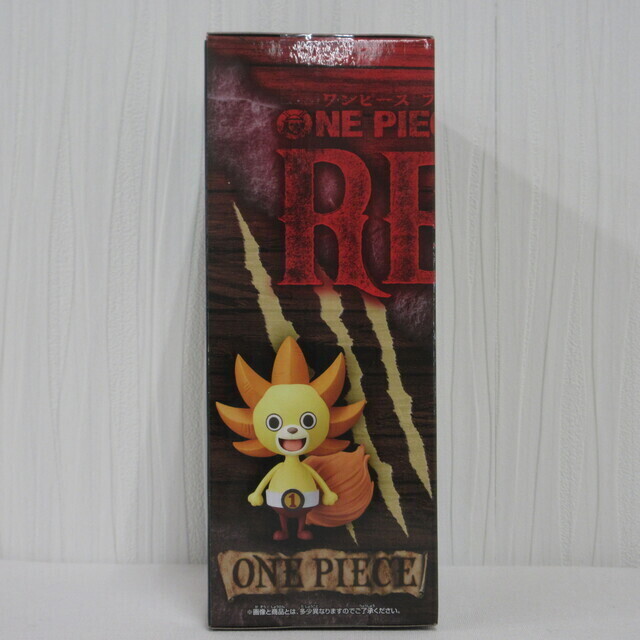 ワンピース フ
ONE PIEC
RE
1
ONE PIECE
※画像と商品とは、多少異なりますのでご了承ください。